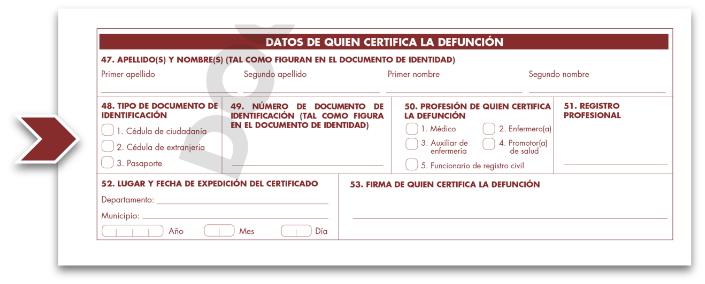 DATOS DE QUIEN CERTIFICA LA DEFUNCIÓN
47. APELLIDO(S) Y NOMBRE(S) (TAL COMO FIGURAN EN EL DOCUMENTO DE IDENTIDAD)
Primer apellido Segundo apellido Primer nombre Segundo nombre
48. TIPO DE DOCUMENTO DE
IDENTIFICACIÓN
1. Cédula de ciudadanía
2. Cédula de extranjería
3. Pasaporte
49. NÚMERO DE DOCUMENTO DE
IDENTIFICACIÓN (TAL COMO FIGURA
EN EL DOCUMENTO DE IDENTIDAD)
50. PROFESIÓN DE QUIEN CERTIFICA
LA DEFUNCIÓN
1. Médico 2. Enfermero(a)
3. Auxiliar de
enfermería
4. Promotor(a)
de salud
5. Funcionario de registro civil
51. REGISTRO
PROFESIONAL
52. LUGAR Y FECHA DE EXPEDICIÓN DEL CERTIFICADO
Departamento:
Municipio:
Año Mes Día
53. FIRMA DE QUIEN CERTIFICA LA DEFUNCIÓN